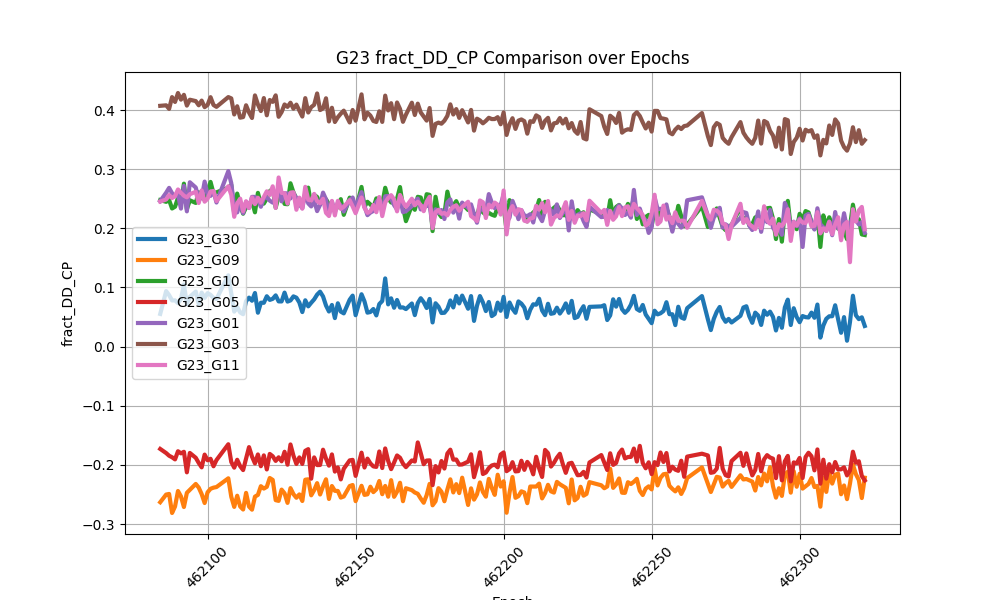 G23 fract_DD_CP Comparison over Epochs
fract_DD_CP
0.4
0.3
0.2
0.1
0.0
−0.1
−0.2
−0.3
G23_G30
G23_G09
G23_G10
G23_G05
G23_G01
G23_G03
G23_G11
462100
462150
462200
462250
462300
Epoch